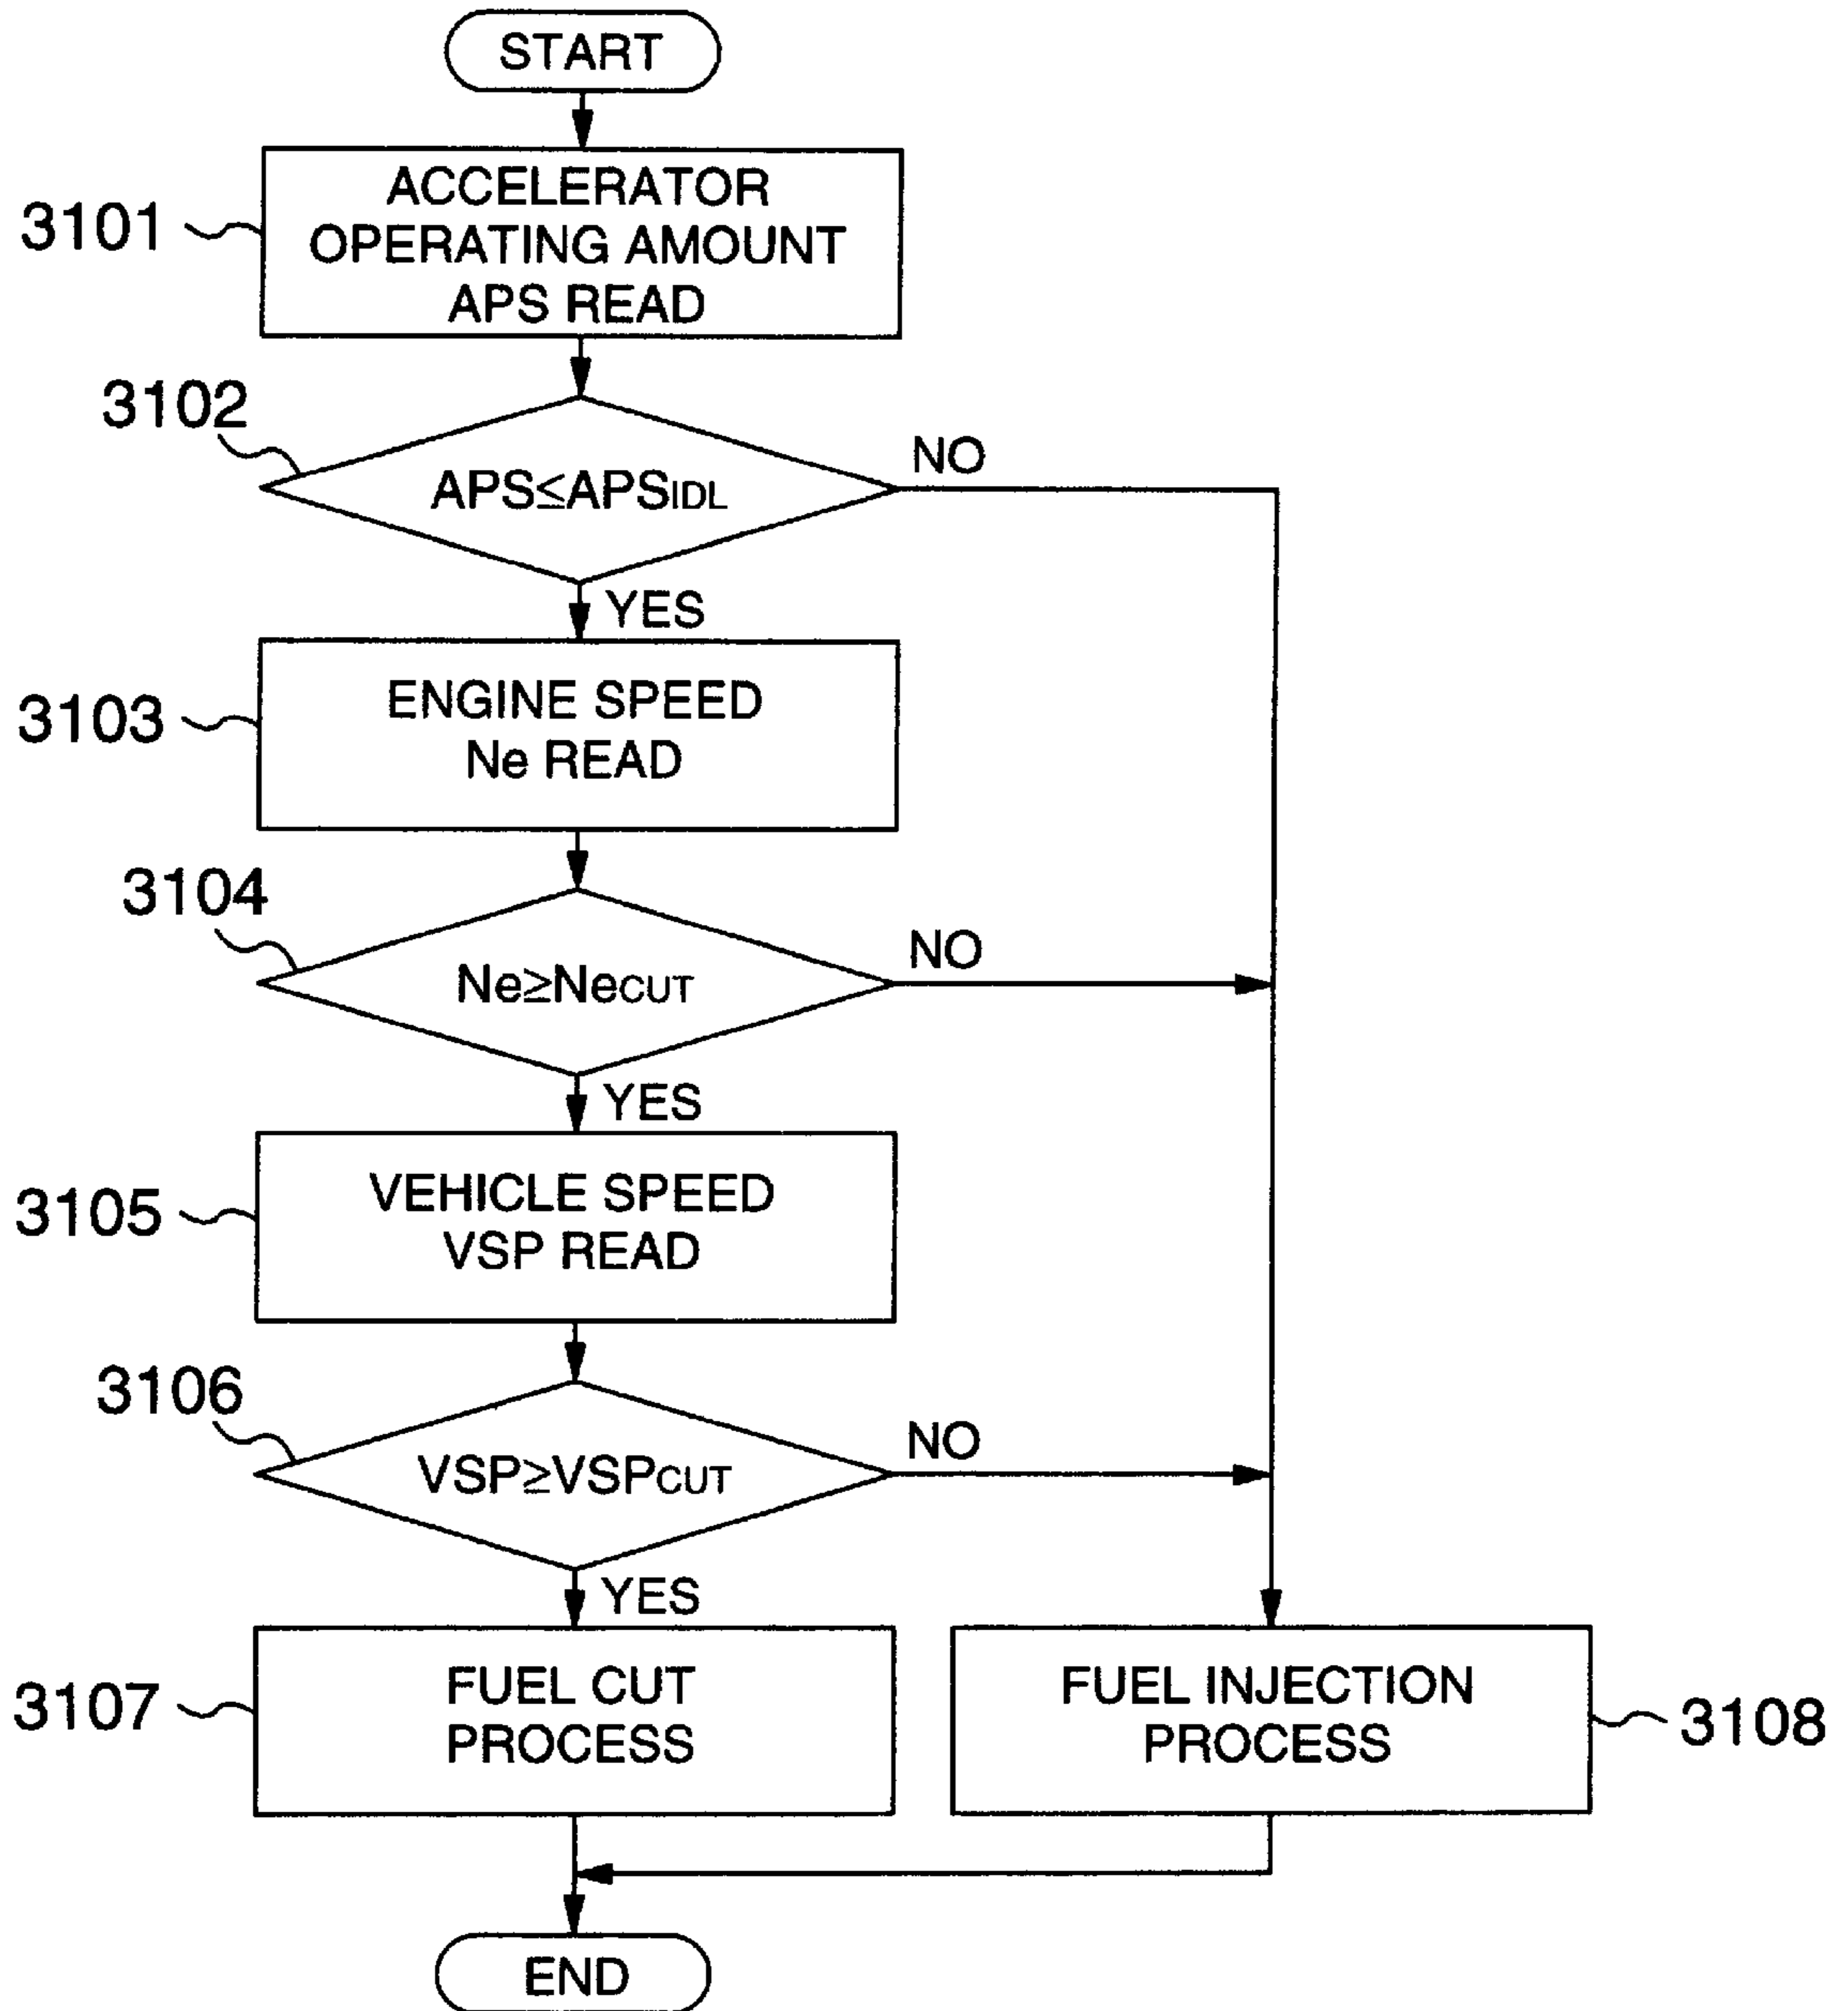 START
3101
ACCELERATOR
OPERATING AMOUNT
APS READ
3102
APS≤APSIDL
NO
YES
3103
ENGINE SPEED
Ne READ
3104
Ne≥NeCUT
NO
YES
3105
VEHICLE SPEED
VSP READ
3106
VSP≥VSPCUT
NO
YES
3107
FUEL CUT
PROCESS
FUEL INJECTION
PROCESS
3108
END